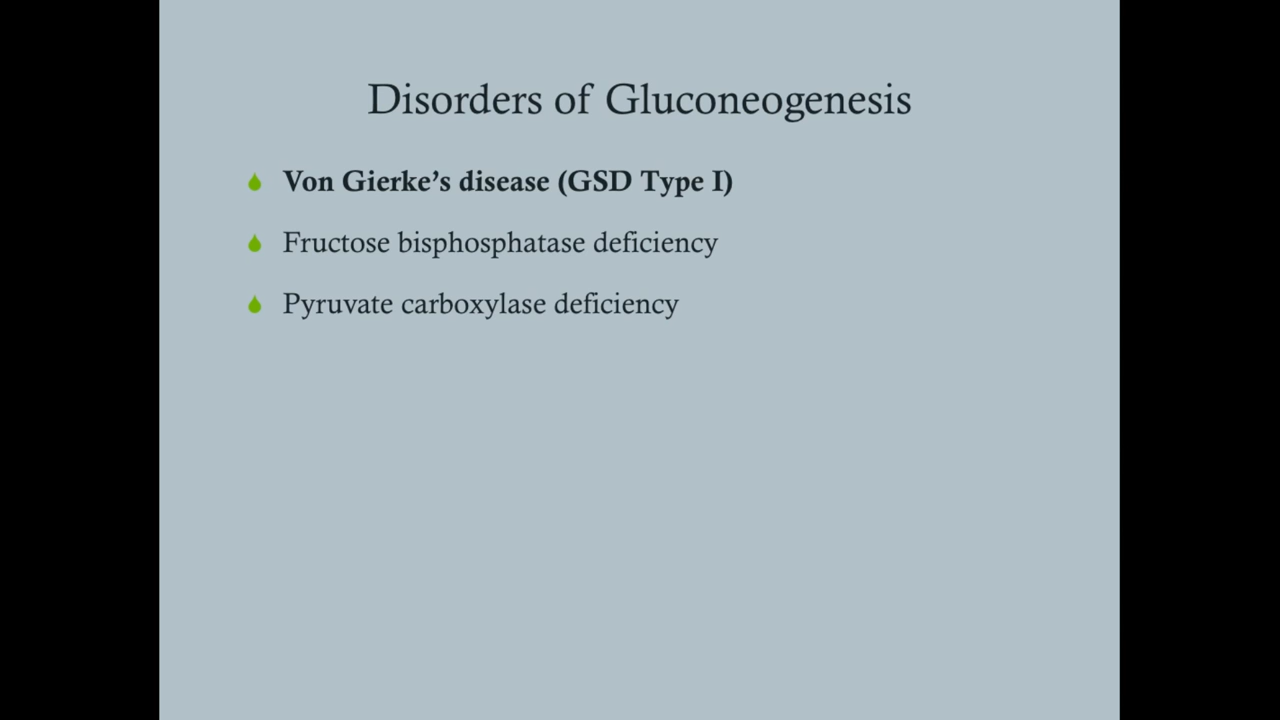 Disorders of Gluconeogenesis
Von Gierke’s disease (GSD Type I)
Fructose bisphosphatase deficiency
Pyruvate carboxylase deficiency